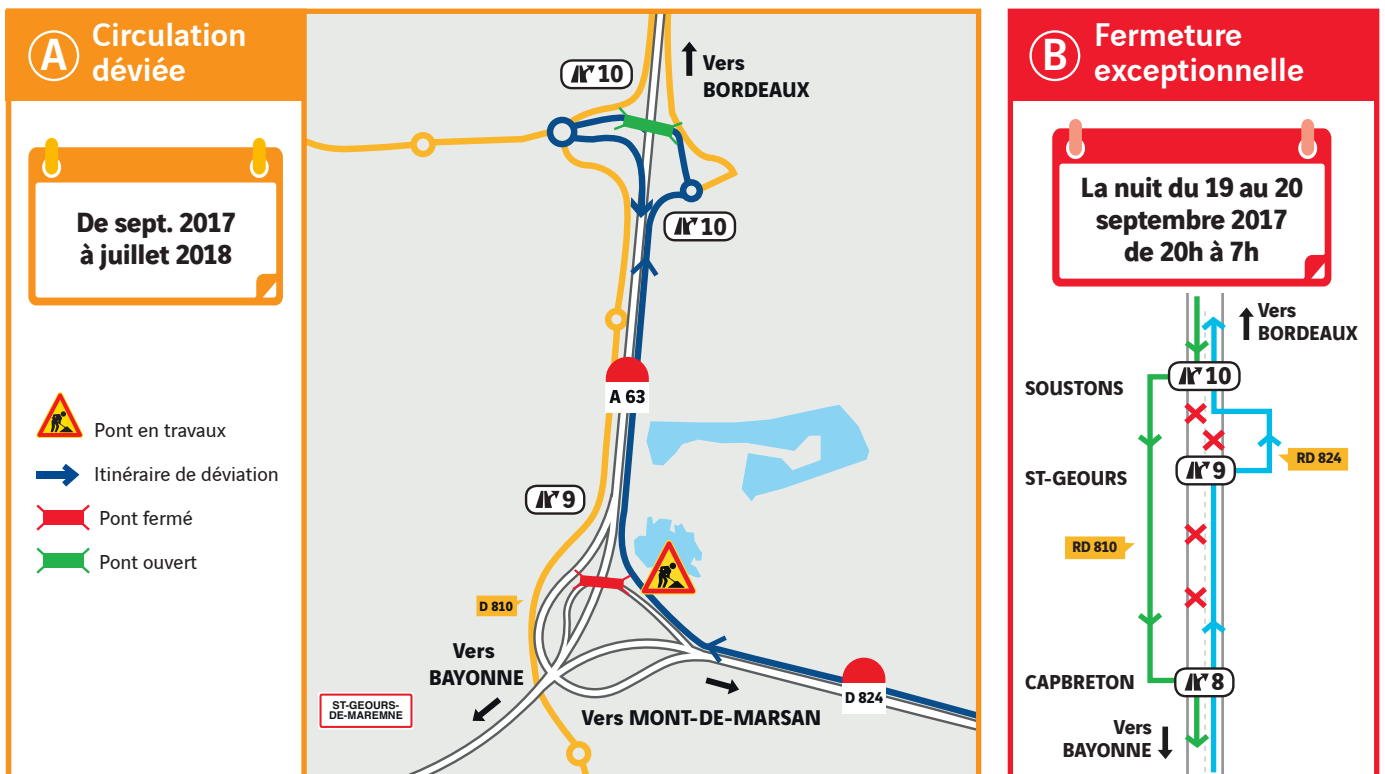 A
Circulation
déviée
De sept. 2017
à juillet 2018
Pont en travaux
Itinéraire de déviation
Pont fermé
Pont ouvert
10
Vers
BORDEAUX
10
A 63
9
D 810
Vers
BAYONNE
ST-GEOURS-
DE-MAREMNE
Vers MONT-DE-MARSAN
D 824
B
Fermeture
exceptionnelle
La nuit du 19 au 20
septembre 2017
de 20h à 7h
Vers
BORDEAUX
10
SOUSTONS
RD 824
9
ST-GEOURS
RD 810
CAPBRETON
8
Vers
BAYONNE